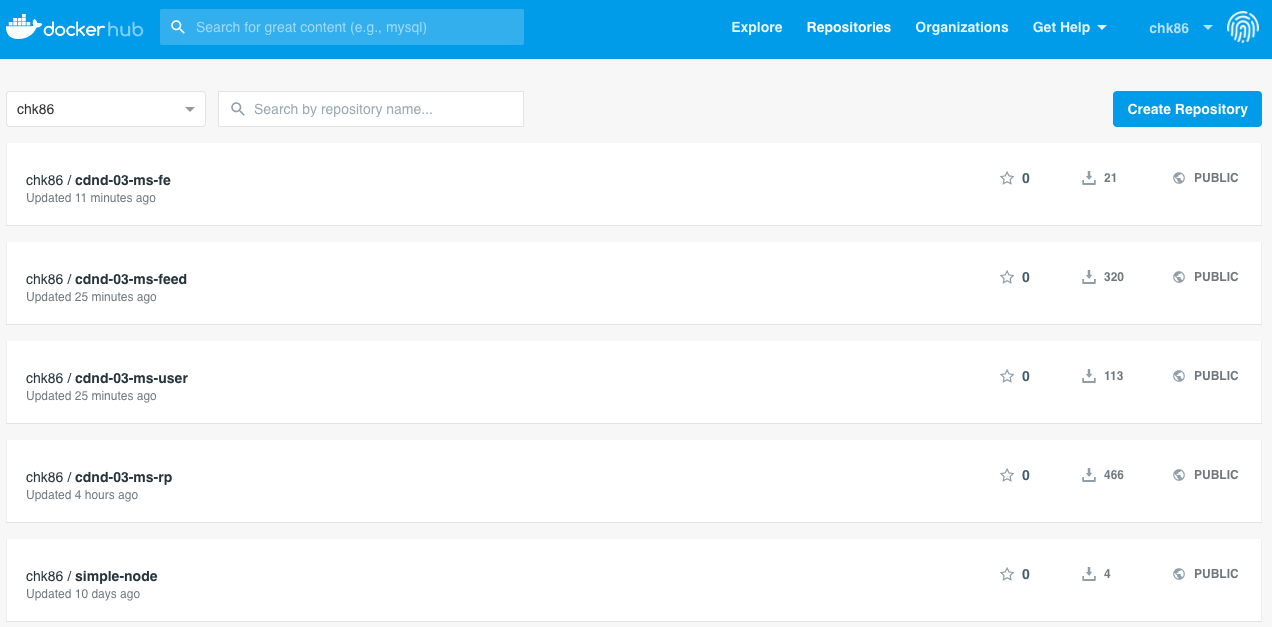 dockerhub Search for great content (e.g., mysql) Explore Repositories Organizations Get Help chk86
chk86 Search by repository name... Create Repository
chk86 / cdnd-03-ms-fe 0 21 PUBLIC
Updated 11 minutes ago
chk86 / cdnd-03-ms-feed 0 320 PUBLIC
Updated 25 minutes ago
chk86 / cdnd-03-ms-user 0 113 PUBLIC
Updated 25 minutes ago
chk86 / cdnd-03-ms-rp 0 466 PUBLIC
Updated 4 hours ago
chk86 / simple-node 0 4 PUBLIC
Updated 10 days ago